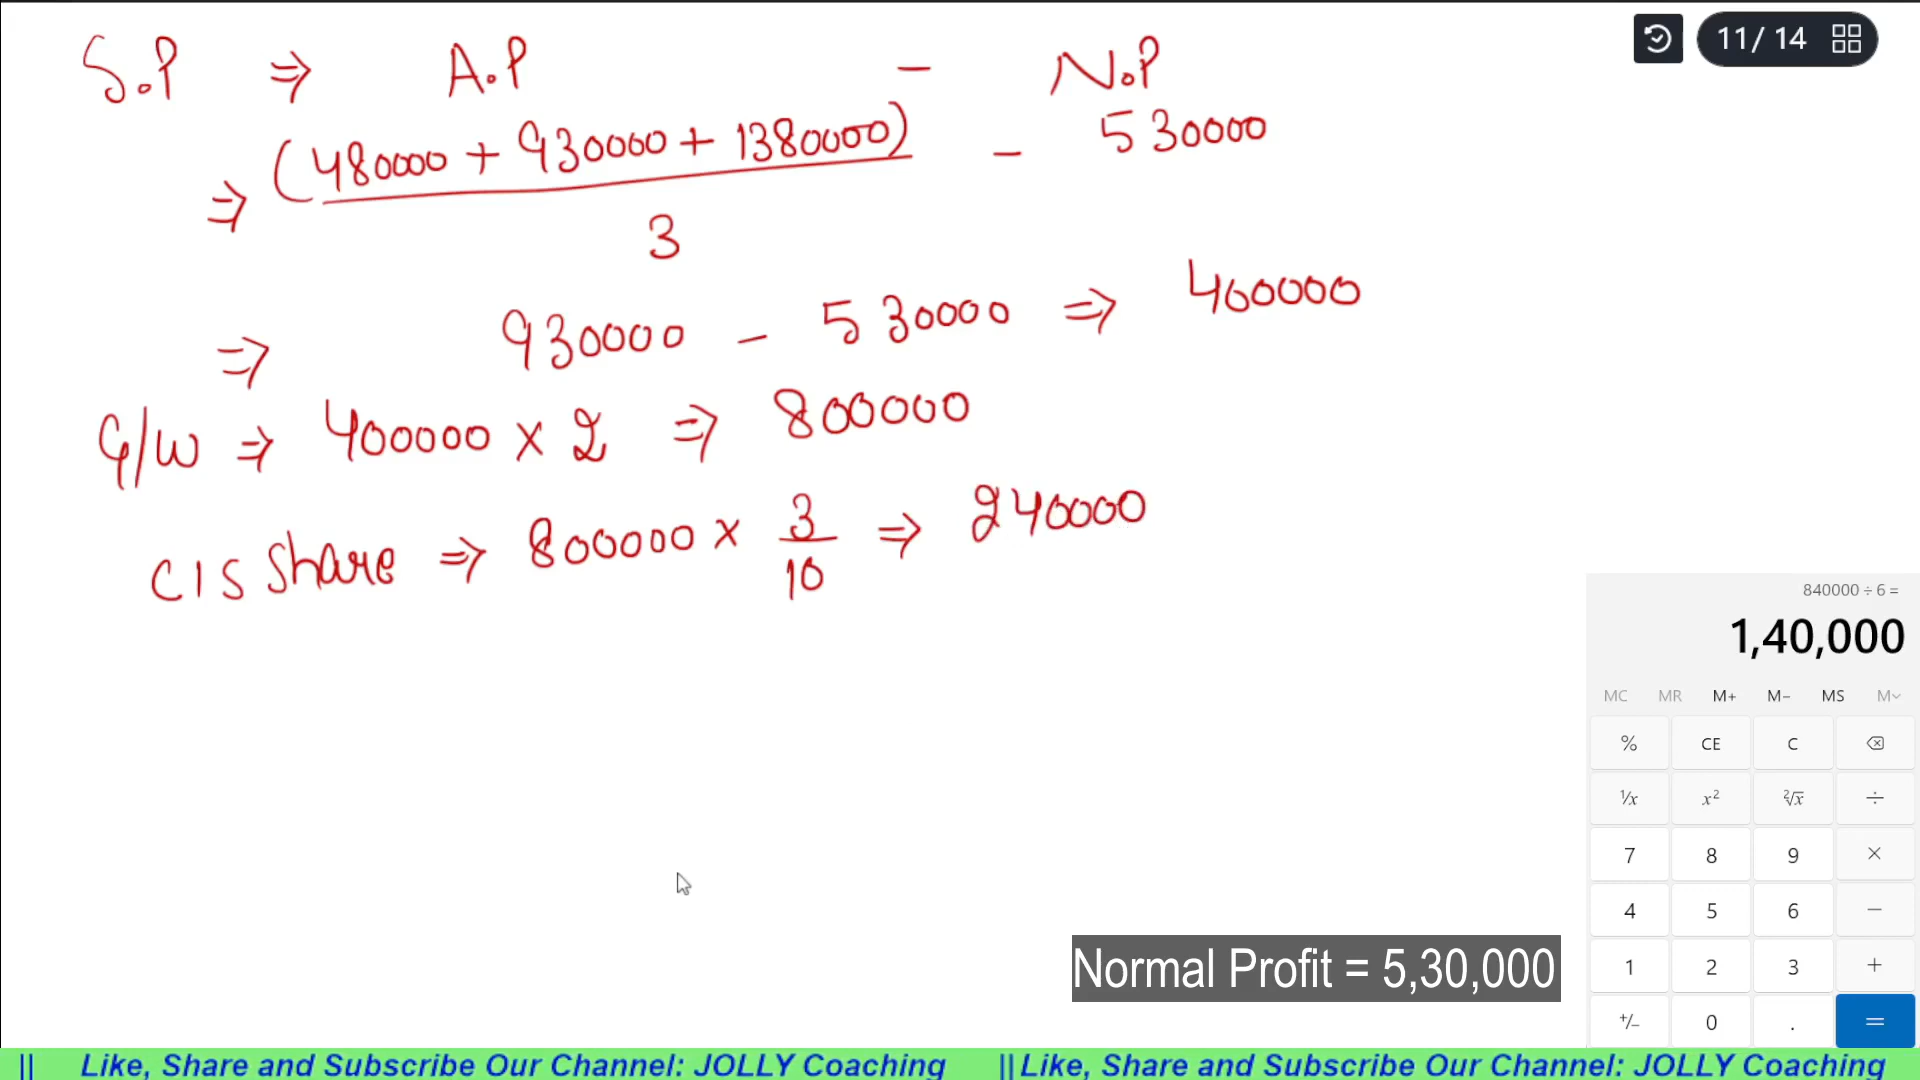 S.P ⇒ A.P - N.P
⇒ (480000 + 930000 + 1380000) - 530000
3
⇒ 930000 - 530000 ⇒ 400000
G/W ⇒ 400000 × 2 ⇒ 800000
C's share ⇒ 800000 × 3/10 ⇒ 240000
11/ 14
840000 ÷ 6 =
1,40,000
MC MR M+ M- MS M˅
% CE C ⌫
¹/x x² ²√x ÷
7 8 9 ×
4 5 6 −
1 2 3 +
+/− 0 . =
Normal Profit = 5,30,000
|| Like, Share and Subscribe Our Channel: JOLLY Coaching || Like, Share and Subscribe Our Channel: JOLLY Coaching